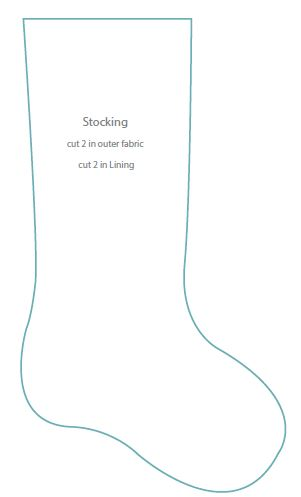 Stocking
cut 2 in outer fabric
cut 2 in Lining